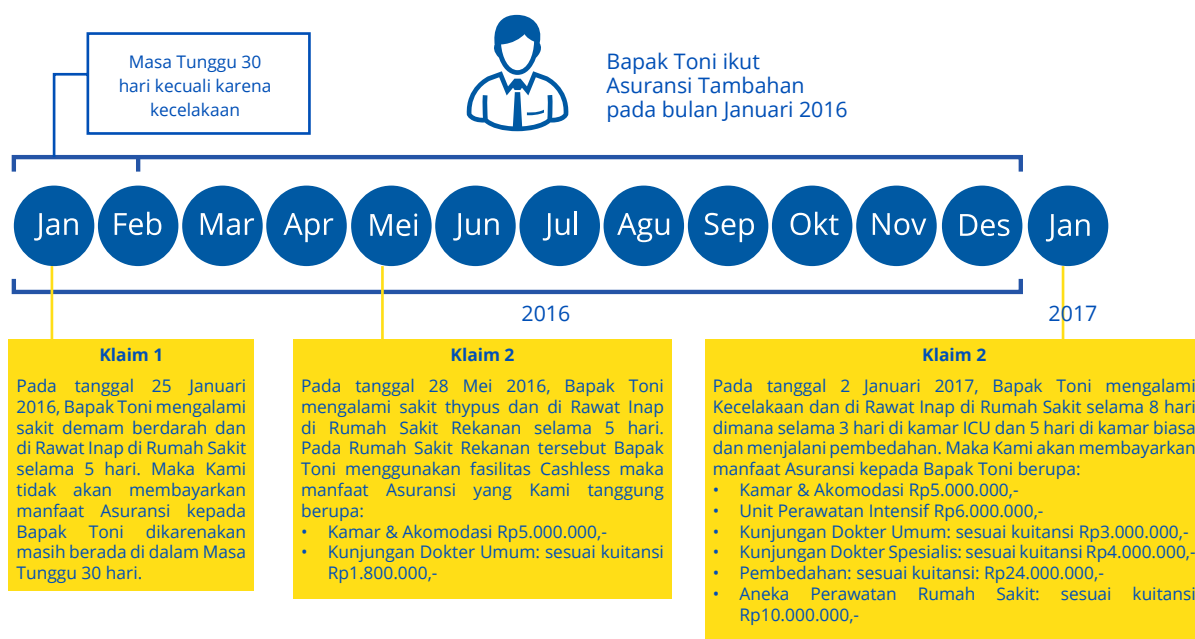 Masa Tunggu 30
hari kecuali karena
kecelakaan
Bapak Toni ikut
Asuransi Tambahan
pada bulan Januari 2016
Jan Feb Mar Apr Mei Jun Jul Agu Sep Okt Nov Des Jan
2016 2017
Klaim 1
Pada tanggal 25 Januari
2016, Bapak Toni mengalami
sakit demam berdarah dan
di Rawat Inap di Rumah Sakit
selama 5 hari. Maka Kami
tidak akan membayarkan
manfaat Asuransi kepada
Bapak Toni dikarenakan
masih berada di dalam Masa
Tunggu 30 hari.
Klaim 2
Pada tanggal 28 Mei 2016, Bapak Toni
mengalami sakit thypus dan di Rawat Inap
di Rumah Sakit Rekanan selama 5 hari.
Pada Rumah Sakit Rekanan tersebut Bapak
Toni menggunakan fasilitas Cashless maka
manfaat Asuransi yang Kami tanggung
berupa:
• Kamar & Akomodasi Rp5.000.000,-
• Kunjungan Dokter Umum: sesuai kuitansi
Rp1.800.000,-
Klaim 2
Pada tanggal 2 Januari 2017, Bapak Toni mengalami
Kecelakaan dan di Rawat Inap di Rumah Sakit selama 8 hari
dimana selama 3 hari di kamar ICU dan 5 hari di kamar biasa
dan menjalani pembedahan. Maka Kami akan membayarkan
manfaat Asuransi kepada Bapak Toni berupa:
• Kamar & Akomodasi Rp5.000.000,-
• Unit Perawatan Intensif Rp6.000.000,-
• Kunjungan Dokter Umum: sesuai kuitansi Rp3.000.000,-
• Kunjungan Dokter Spesialis: sesuai kuitansi Rp4.000.000,-
• Pembedahan: sesuai kuitansi: Rp24.000.000,-
• Aneka Perawatan Rumah Sakit: sesuai kuitansi
Rp10.000.000,-